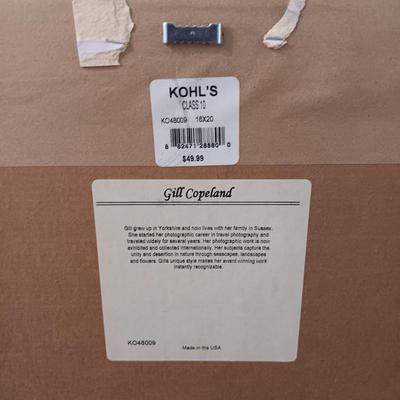 KOHL'S
CLASS 10
KO48009 16X20
8 82471 28880 0
$49.99
Gill Copeland
Gill grew up in Yorkshire and now lives with her family in Sussex.
She started her photographic career in travel photography and
traveled widely for several years. Her photographic work is now
exhibited and collected internationally. Her subjects capture the
unity and desertion in nature through seascapes, landscapes
and flowers. Gills unique style makes her award winning work
instantly recognizable.
KO48009
Made in the USA